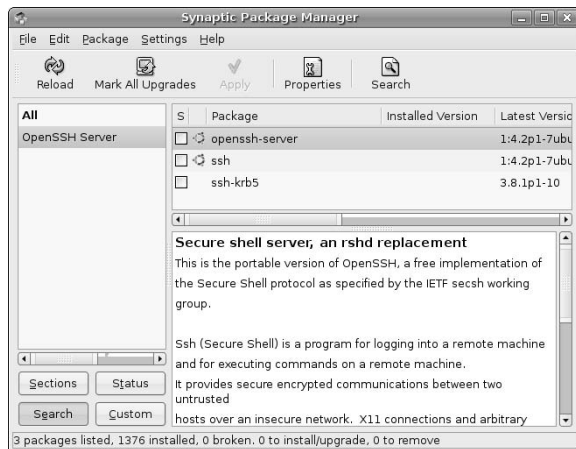 Synaptic Package Manager
File Edit Package Settings Help
Reload Mark All Upgrades Apply Properties Search
All
OpenSSH Server
S Package Installed Version Latest Versic
openssh-server 1:4.2p1-7ubu
ssh 1:4.2p1-7ubu
ssh-krb5 3.8.1p1-10
Secure shell server, an rshd replacement
This is the portable version of OpenSSH, a free implementation of
the Secure Shell protocol as specified by the IETF secsh working
group.
Ssh (Secure Shell) is a program for logging into a remote machine
and for executing commands on a remote machine.
It provides secure encrypted communications between two
untrusted
hosts over an insecure network. X11 connections and arbitrary
Sections Status
Search Custom
3 packages listed, 1376 installed, 0 broken. 0 to install/upgrade, 0 to remove